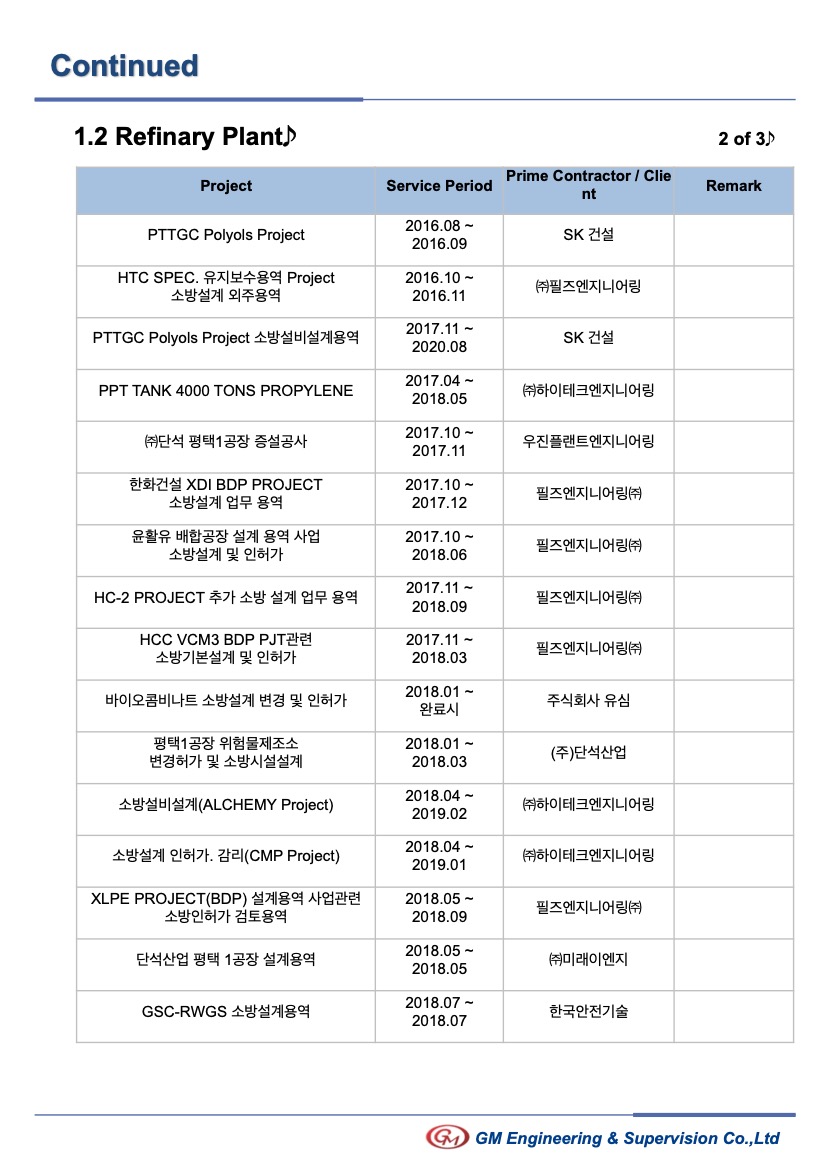 Continued
1.2 Refinary Plant♪
2 of 3♪
Project
Service Period
Prime Contractor / Clie
nt
Remark
PTTGC Polyols Project
2016.08 ~
2016.09
SK 건설
HTC SPEC. 유지보수용역 Project
소방설계 외주용역
2016.10 ~
2016.11
㈜필즈엔지니어링
PTTGC Polyols Project 소방설비설계용역
2017.11 ~
2020.08
SK 건설
PPT TANK 4000 TONS PROPYLENE
2017.04 ~
2018.05
㈜하이테크엔지니어링
㈜단석 평택1공장 증설공사
2017.10 ~
2017.11
우진플랜트엔지니어링
한화건설 XDI BDP PROJECT
소방설계 업무 용역
2017.10 ~
2017.12
필즈엔지니어링㈜
윤활유 배합공장 설계 용역 사업
소방설계 및 인허가
2017.10 ~
2018.06
필즈엔지니어링㈜
HC-2 PROJECT 추가 소방 설계 업무 용역
2017.11 ~
2018.09
필즈엔지니어링㈜
HCC VCM3 BDP PJT관련
소방기본설계 및 인허가
2017.11 ~
2018.03
필즈엔지니어링㈜
바이오콤비나트 소방설계 변경 및 인허가
2018.01 ~
완료시
주식회사 유심
평택1공장 위험물제조소
변경허가 및 소방시설설계
2018.01 ~
2018.03
(주)단석산업
소방설비설계(ALCHEMY Project)
2018.04 ~
2019.02
㈜하이테크엔지니어링
소방설계 인허가. 감리(CMP Project)
2018.04 ~
2019.01
㈜하이테크엔지니어링
XLPE PROJECT(BDP) 설계용역 사업관련
소방인허가 검토용역
2018.05 ~
2018.09
필즈엔지니어링㈜
단석산업 평택 1공장 설계용역
2018.05 ~
2018.05
㈜미래이엔지
GSC-RWGS 소방설계용역
2018.07 ~
2018.07
한국안전기술
GM GM Engineering & Supervision Co.,Ltd